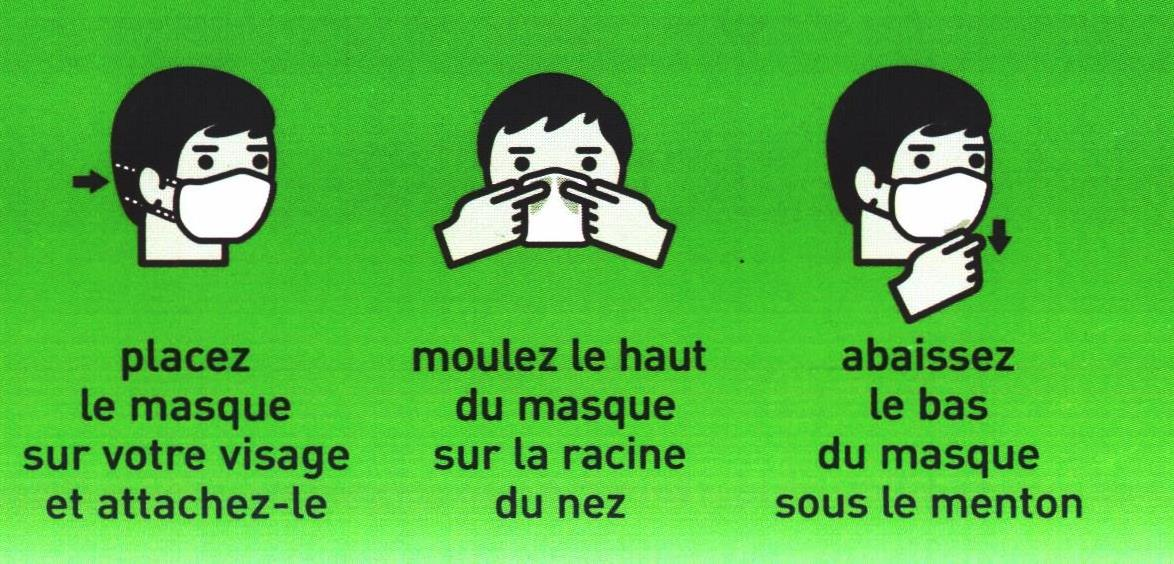 placez
le masque
sur votre visage
et attachez-le
moulez le haut
du masque
sur la racine
du nez
abaissez
le bas
du masque
sous le menton